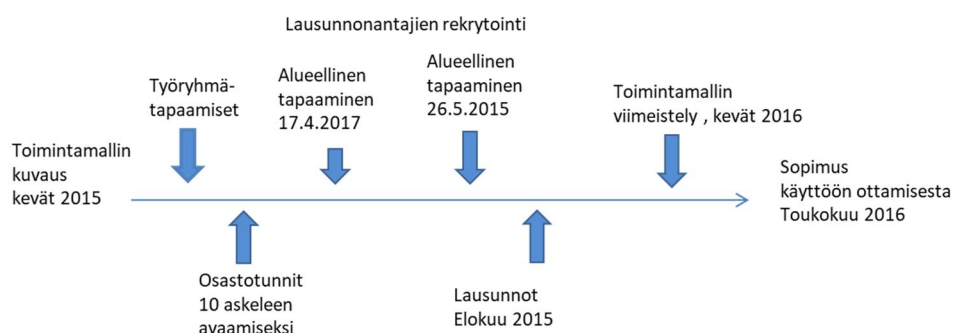 Lausunnonantajien rekrytointi
Työryhmä-
tapaamiset
Alueellinen
tapaaminen
17.4.2017
Alueellinen
tapaaminen
26.5.2015
Toimintamallin
viimeistely , kevät 2016
Toimintamallin
kuvaus
kevät 2015
Sopimus
käyttöön ottamisesta
Toukokuu 2016
Osastotunnit
10 askeleen
avaamiseksi
Lausunnot
Elokuu 2015